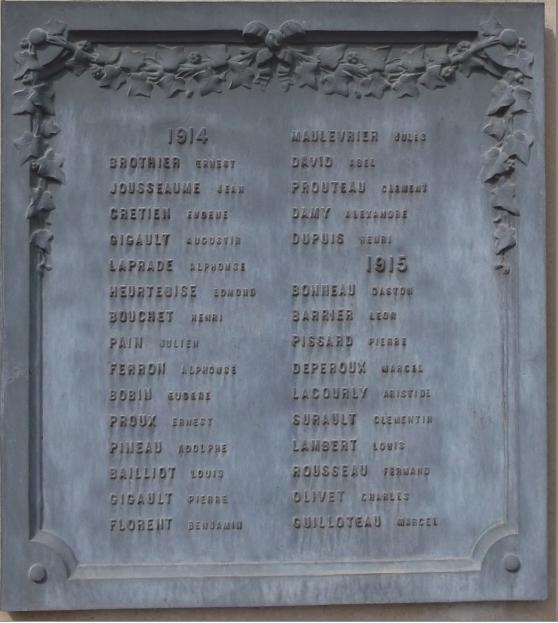 1914
BROTHIER ERNEST
JOUSSEAUME JEAN
CRETIEN EUGENE
GIGAULT AUGUSTIN
LAPRADE ALPHONSE
HEURTEBISE EDMOND
BOUCHET HENRI
PAIN JULIEN
FERRON ALPHONSE
BOBIN EUGENE
PROUX ERNEST
PINEAU ADOLPHE
BAILLIOT LOUIS
GIGAULT PIERRE
FLORENT BENJAMIN
MAULEVRIER JULES
DAVID ABEL
PROUTEAU CLEMENT
DAMY ALEXANDRE
DUPUIS HENRI
1915
BONNEAU GASTON
BARRIER LEON
PISSARD PIERRE
DEPEROUX MARCEL
LACOURLY ARISTIDE
SURAULT CLEMENTIN
LAMBERT LOUIS
ROUSSEAU FERNAND
OLIVET CHARLES
GUILLOTEAU MARCEL